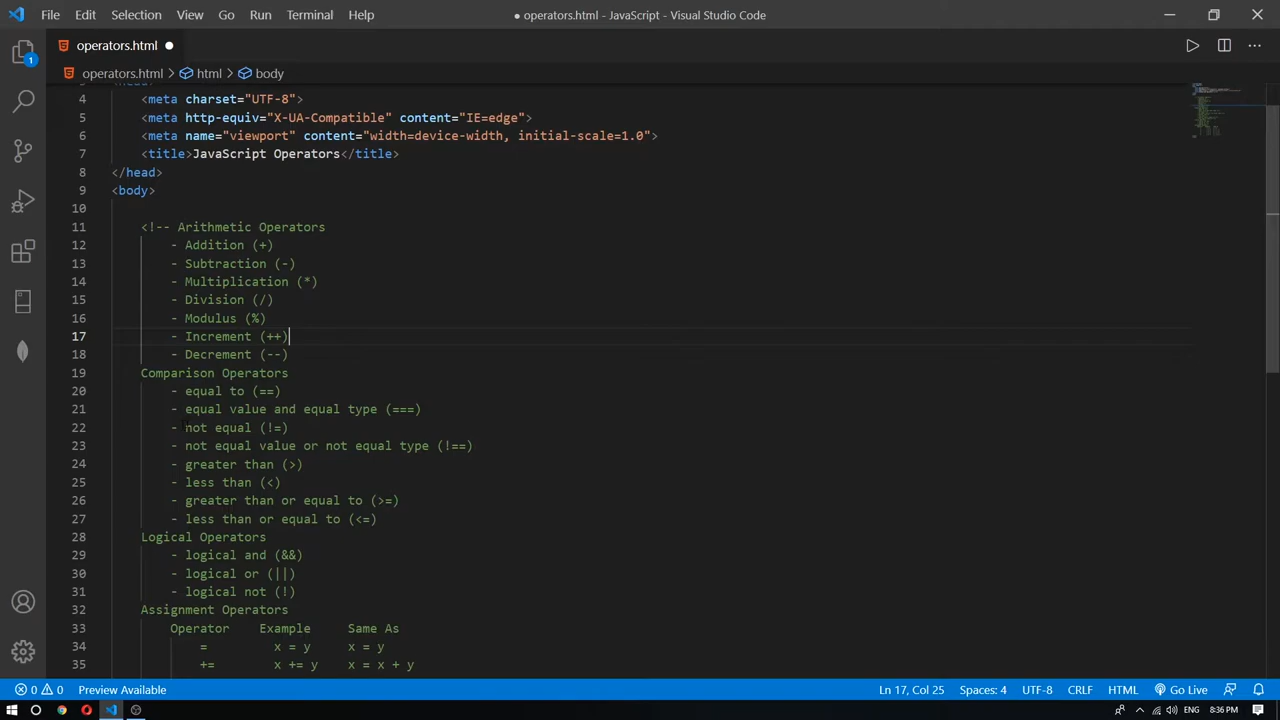 File Edit Selection View Go Run Terminal Help ● operators.html - JavaScript - Visual Studio Code
operators.html ●
operators.html > html > body
4 <meta charset="UTF-8">
5 <meta http-equiv="X-UA-Compatible" content="IE=edge">
6 <meta name="viewport" content="width=device-width, initial-scale=1.0">
7 <title>JavaScript Operators</title>
8 </head>
9 <body>
10
11 <!-- Arithmetic Operators
12 - Addition (+)
13 - Subtraction (-)
14 - Multiplication (*)
15 - Division (/)
16 - Modulus (%)
17 - Increment (++)
18 - Decrement (--)
19 Comparison Operators
20 - equal to (==)
21 - equal value and equal type (===)
22 - not equal (!=)
23 - not equal value or not equal type (!==)
24 - greater than (>)
25 - less than (<)
26 - greater than or equal to (>=)
27 - less than or equal to (<=)
28 Logical Operators
29 - logical and (&&)
30 - logical or (||)
31 - logical not (!)
32 Assignment Operators
33 Operator Example Same As
34 = x = y x = y
35 += x += y x = x + y
1
0 0 Preview Available Ln 17, Col 25 Spaces: 4 UTF-8 CRLF HTML Go Live
ENG 8:36 PM